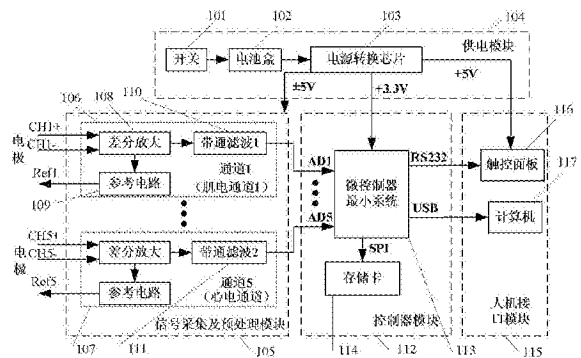 101
102
103
104
开关
电池盒
电源转换芯片
供电模块
±5V
+3.3V
+5V
106
108
110
116
CH1+
电极
CH1-
差分放大
带通滤波1
通道1
(肌电通道1)
Ref1
参考电路
109
AD1
微控制器
最小系统
RS232
触控面板
117
USB
计算机
CH5+
电极
CH5-
差分放大
带通滤波2
AD5
通道5
(心电通道)
Ref5
参考电路
SPI
存储卡
信号采集及预处理模块
控制器模块
人机接
口模块
107
111
105
114
112
113
115